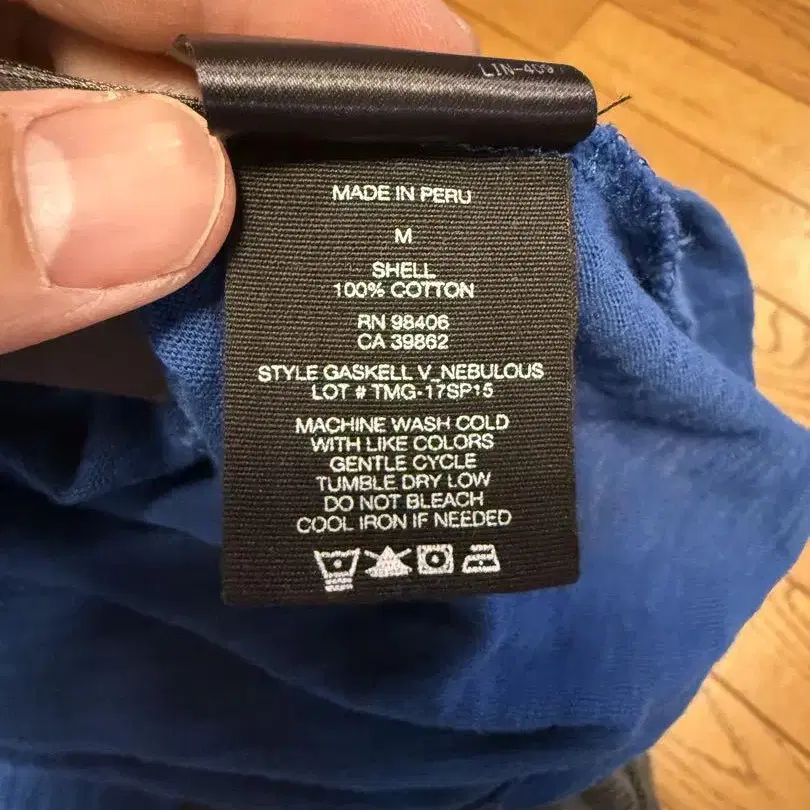 MADE IN PERU
M
SHELL
100% COTTON
RN 98406
CA 39862
STYLE GASKELL V_NEBULOUS
LOT # TMG-17SP15
MACHINE WASH COLD
WITH LIKE COLORS
GENTLE CYCLE
TUMBLE DRY LOW
DO NOT BLEACH
COOL IRON IF NEEDED